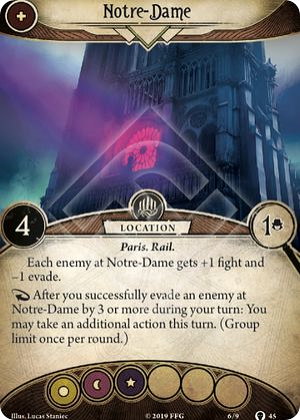 Notre-Dame
4
LOCATION
1
Paris. Rail.
Each enemy at Notre-Dame gets +1 fight and
–1 evade.
After you successfully evade an enemy at
Notre-Dame by 3 or more during your turn: You
may take an additional action this turn. (Group
limit once per round.)
Illus. Lucas Staniec
© 2019 FFG
6/9
45